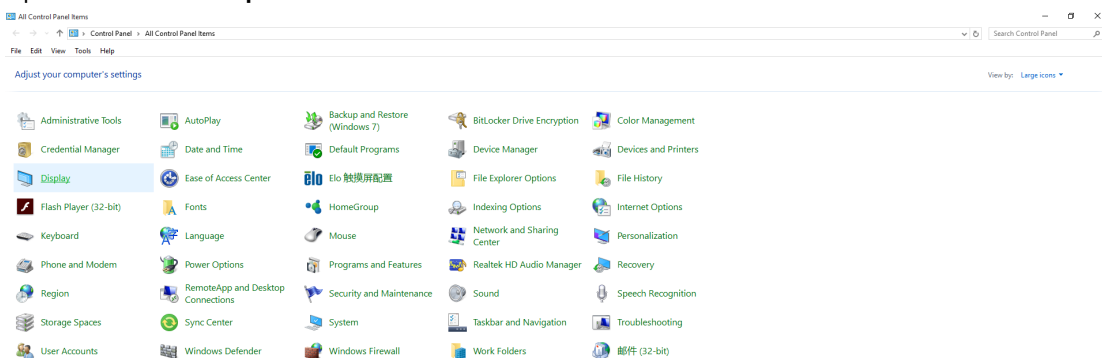 All Control Panel Items
Control Panel > All Control Panel Items
Search Control Panel
File Edit View Tools Help
Adjust your computer's settings
View by: Large icons
Administrative Tools
AutoPlay
Backup and Restore
(Windows 7)
BitLocker Drive Encryption
Color Management
Credential Manager
Date and Time
Default Programs
Device Manager
Devices and Printers
Display
Ease of Access Center
elo
Elo 触摸屏配置
File Explorer Options
File History
Flash Player (32-bit)
Fonts
HomeGroup
Indexing Options
Internet Options
Keyboard
Language
Mouse
Network and Sharing
Center
Personalization
Phone and Modem
Power Options
Programs and Features
Realtek HD Audio Manager
Recovery
Region
RemoteApp and Desktop
Connections
Security and Maintenance
Sound
Speech Recognition
Storage Spaces
Sync Center
System
Taskbar and Navigation
Troubleshooting
User Accounts
Windows Defender
Windows Firewall
Work Folders
邮件 (32-bit)